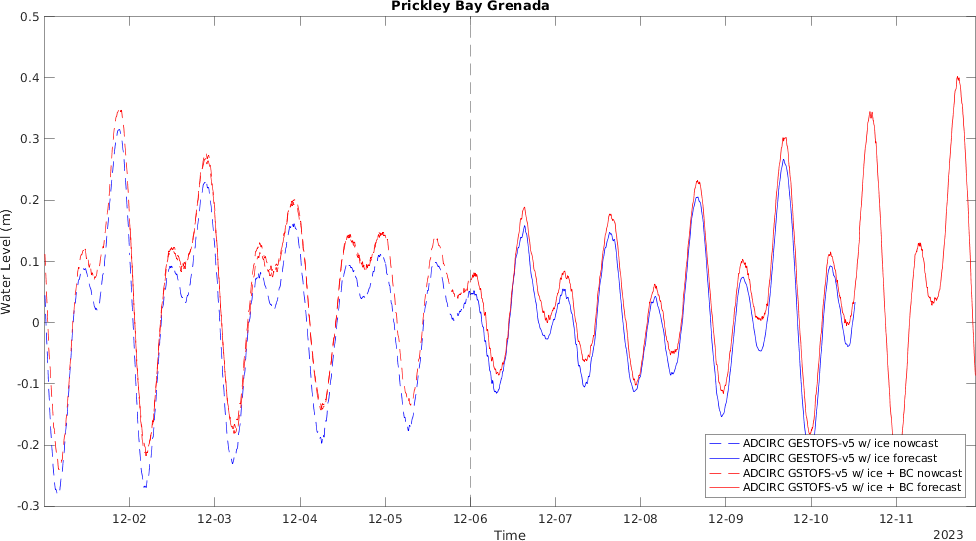 Prickley Bay Grenada
0.5
0.4
0.3
0.2
0.1
0
-0.1
-0.2
-0.3
Water Level (m)
ADCIRC GESTOFS-v5 w/ ice nowcast
ADCIRC GESTOFS-v5 w/ ice forecast
ADCIRC GSTOFS-v5 w/ ice + BC nowcast
ADCIRC GSTOFS-v5 w/ ice + BC forecast
12-02 12-03 12-04 12-05 12-06 12-07 12-08 12-09 12-10 12-11
Time
2023